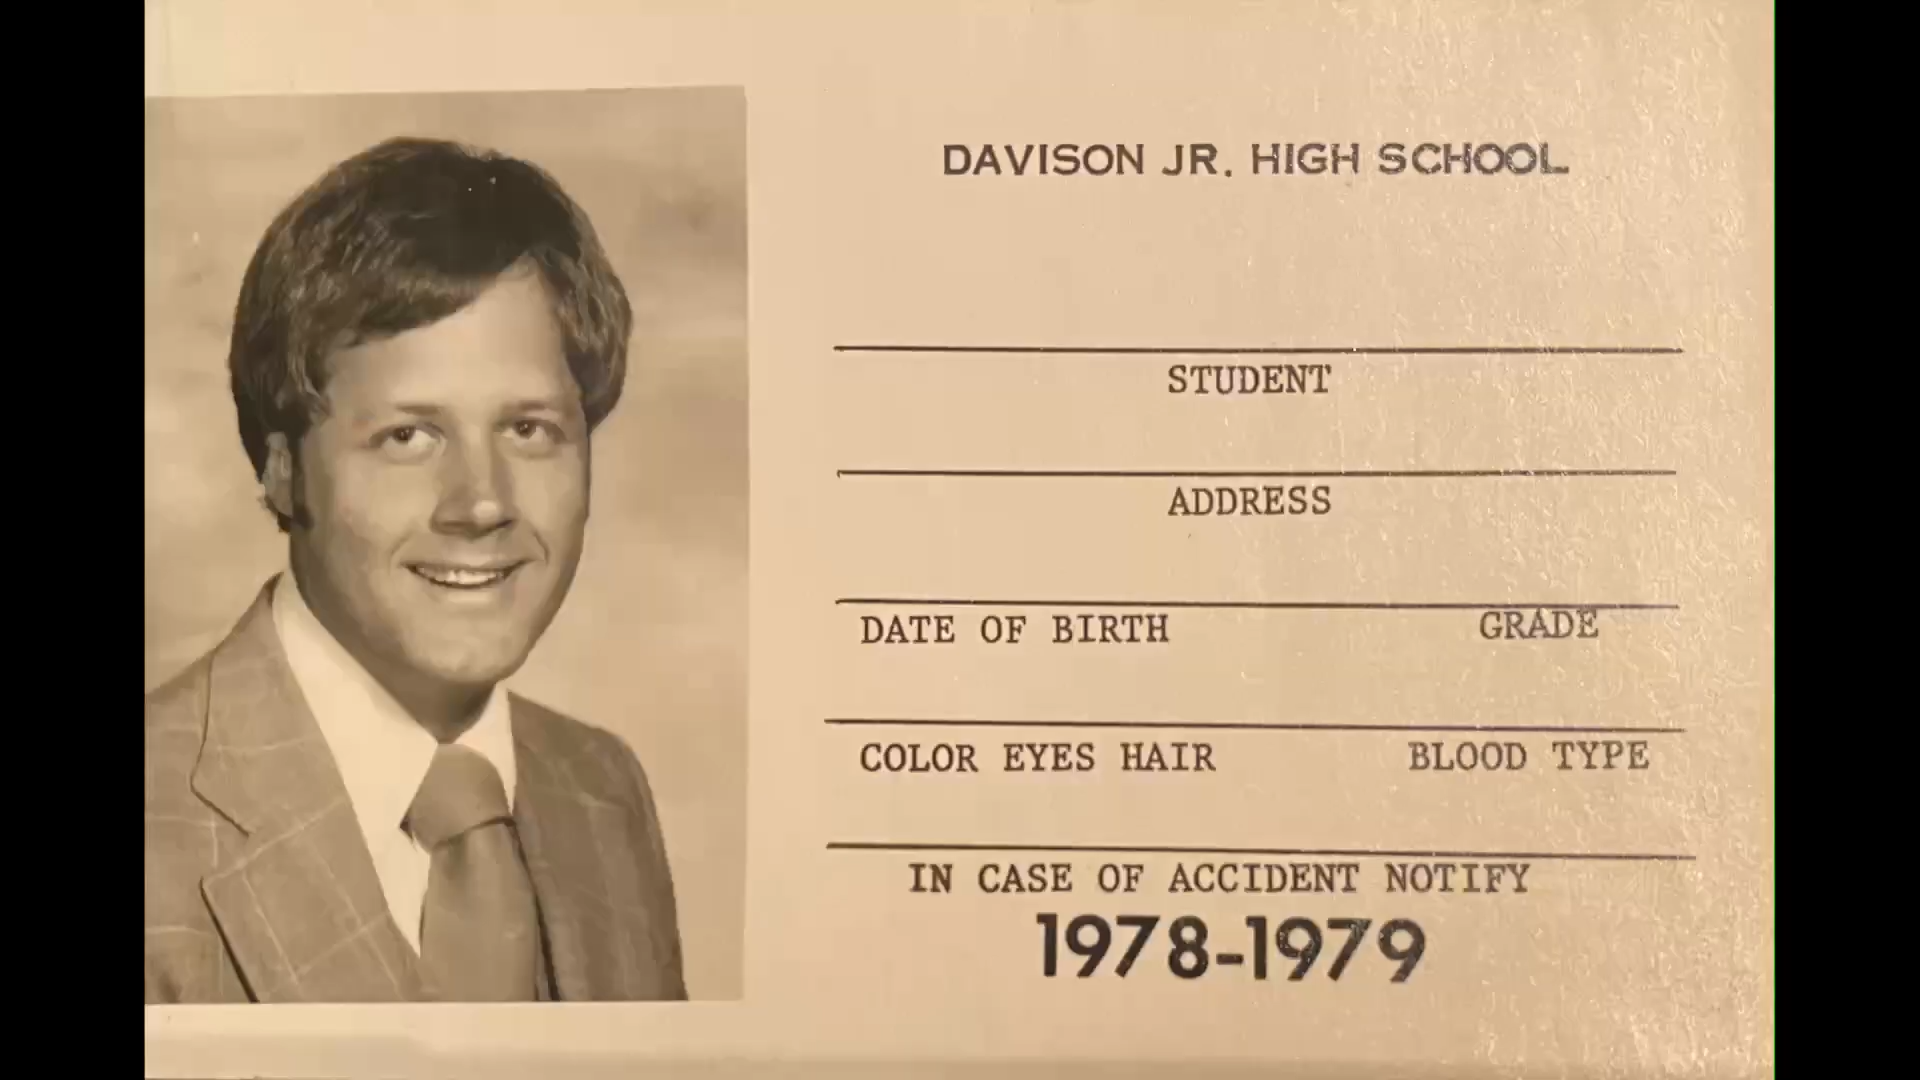 DAVISON JR. HIGH SCHOOL
STUDENT
ADDRESS
DATE OF BIRTH GRADE
COLOR EYES HAIR BLOOD TYPE
IN CASE OF ACCIDENT NOTIFY
1978-1979